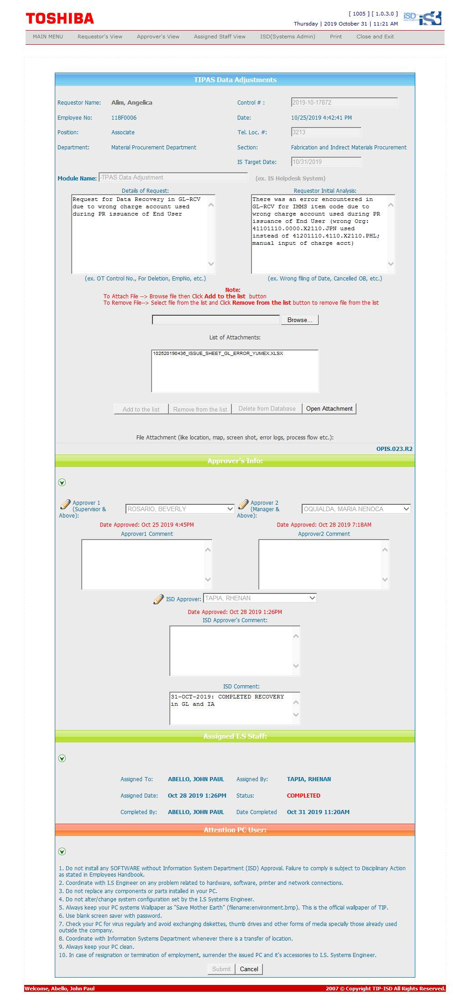 TOSHIBA
[ 1005 ] [ 1.0.3.0 ]
Thursday | 2019 October 31 | 11:21 AM
MAIN MENU Requestor's View Approver's View Assigned Staff View ISD(Systems Admin) Print Close and Exit
TIPAS Data Adjustments
Requestor Name: Alim, Angelica Control # : 2019-10-17872
Employee No: 118F0006 Date: 10/25/2019 4:42:41 PM
Position: Associate Tel. Loc. #: 3213
Department: Material Procurement Department Section: Fabrication and Indirect Materials Procurement
IS Target Date: 10/31/2019
Module Name: -TPAS Data Adjustment (ex. IS Helpdesk System)
Details of Request:
Request for Data Recovery in GL-RCV
due to wrong charge account used
during PR issuance of End User
(ex. OT Control No., For Deletion, EmpNo, etc.)
Requestor Initial Analysis:
There was an error encountered in
GL-RCV for IMMS item code due to
wrong charge account used during PR
issuance of End User (wrong Org:
41101110.0000.X2110.JPN used
instead of 41201110.4110.X2110.PHL;
manual input of charge acct)
(ex. Wrong filing of Date, Cancelled OB, etc.)
Note:
To Attach File --> Browse file then Click Add to the list button
To Remove File--> Select file from the list and Click Remove from the list button to remove file from the list
Browse...
List of Attachments:
102520190436_ISSUE_SHEET_GL_ERROR_YUMEX.XLSX
Add to the list Remove from the list Delete from Database Open Attachment
File Attachment (like location, map, screen shot, error logs, process flow etc.):
OPIS.023.R2
Approver's Info:
Approver 1
(Supervisor &
Above):
ROSARIO, BEVERLY
Approver 2
(Manager &
Above):
OQUIALDA, MARIA NENOCA
Date Approved: Oct 25 2019 4:45PM Date Approved: Oct 28 2019 7:18AM
Approver1 Comment Approver2 Comment
ISD Approver: TAPIA, RHENAN
Date Approved: Oct 28 2019 1:26PM
ISD Approver's Comment:
ISD Comment:
31-OCT-2019: COMPLETED RECOVERY
in GL and IA
Assigned I.S Staff:
Assigned To: ABELLO, JOHN PAUL Assigned By: TAPIA, RHENAN
Assigned Date: Oct 28 2019 1:26PM Status: COMPLETED
Completed By: ABELLO, JOHN PAUL Date Completed Oct 31 2019 11:20AM
Attention PC User:
1. Do not install any SOFTWARE without Information System Department (ISD) Approval. Failure to comply is subject to Disciplinary Action
as stated in Employees Handbook.
2. Coordinate with I.S Engineer on any problem related to hardware, software, printer and network connections.
3. Do not replace any components or parts installed in your PC.
4. Do not alter/change system configuration set by the I.S Systems Engineer.
5. Always keep your PC systems Wallpaper as "Save Mother Earth" (filename:environment.bmp). This is the official wallpaper of TIP.
6. Use blank screen saver with password.
7. Check your PC for virus regularly and avoid exchanging diskettes, thumb drives and other forms of media specially those already used
outside the company.
8. Coordinate with Information Systems Department whenever there is a transfer of location.
9. Always keep your PC clean.
10. In case of resignation or termination of employment, surrender the issued PC and it's accessories to I.S. Systems Engineer.
Submit Cancel
Welcome, Abello, John Paul 2007 © Copyright TIP-ISD All Rights Reserved.